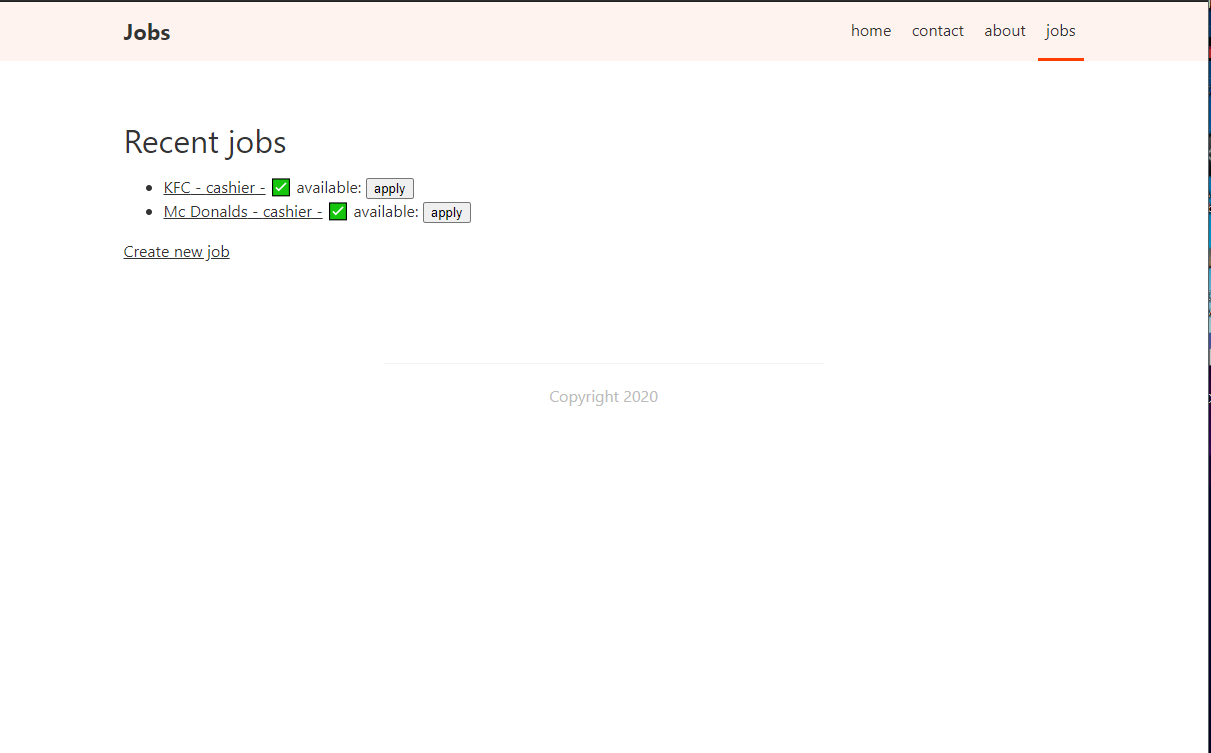 Jobs
home contact about jobs
Recent jobs
KFC - cashier - ✅ available: apply
Mc Donalds - cashier - ✅ available: apply
Create new job
Copyright 2020